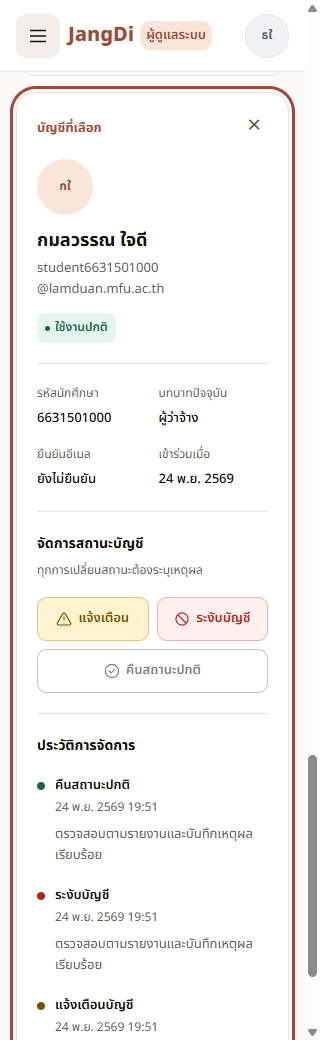 JangDi
ผู้ดูแลระบบ
ธใ
บัญชีที่เลือก
กใ
กมลวรรณ ใจดี
student6631501000
@lamduan.mfu.ac.th
ใช้งานปกติ
รหัสนักศึกษา
บทบาทปัจจุบัน
6631501000
ผู้ว่าจ้าง
ยืนยันอีเมล
เข้าร่วมเมื่อ
ยังไม่ยืนยัน
24 พ.ย. 2569
จัดการสถานะบัญชี
ทุกการเปลี่ยนสถานะต้องระบุเหตุผล
แจ้งเตือน
ระงับบัญชี
คืนสถานะปกติ
ประวัติการจัดการ
คืนสถานะปกติ
24 พ.ย. 2569 19:51
ตรวจสอบตามรายงานและบันทึกเหตุผล
เรียบร้อย
ระงับบัญชี
24 พ.ย. 2569 19:51
ตรวจสอบตามรายงานและบันทึกเหตุผล
เรียบร้อย
แจ้งเตือนบัญชี
24 พ.ย. 2569 19:51